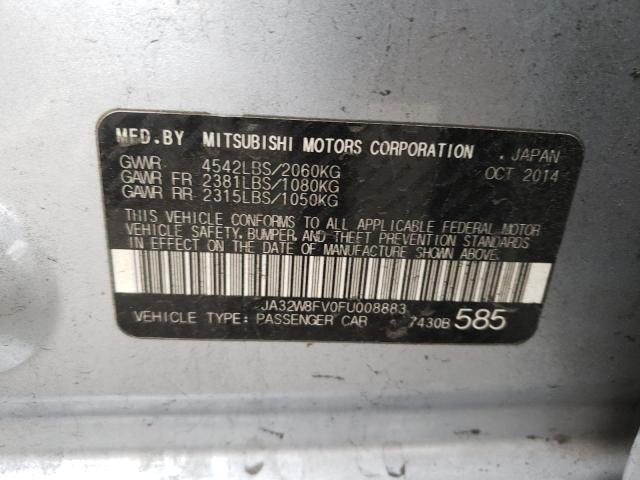 MFD.BY MITSUBISHI MOTORS CORPORATION , JAPAN
GVWR 4542LBS/2060KG OCT 2014
GAWR FR 2381LBS/1080KG
GAWR RR 2315LBS/1050KG
THIS VEHICLE CONFORMS TO ALL APPLICABLE FEDERAL MOTOR
VEHICLE SAFETY, BUMPER, AND THEFT PREVENTION STANDARDS
IN EFFECT ON THE DATE OF MANUFACTURE SHOWN ABOVE.
JA32W8FV0FU008883
VEHICLE TYPE: PASSENGER CAR 7430B 585